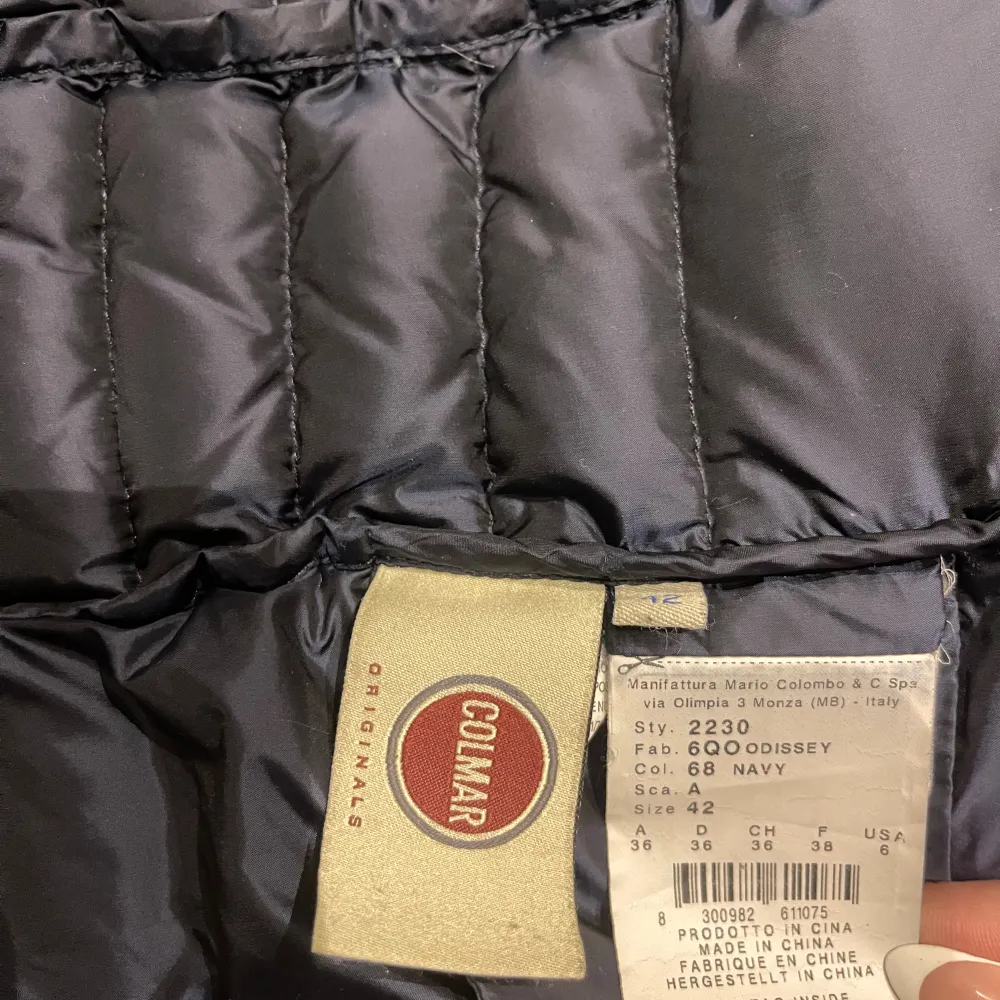 ORIGINALS
COLMAR
42
Manifattura Mario Colombo & C Spa
via Olimpia 3 Monza (MB) - Italy
Sty. 2230
Fab. 6QO ODISSEY
Col. 68 NAVY
Sca. A
Size 42
A D CH F USA
36 36 36 38 6
8 300982 611075
PRODOTTO IN CINA
MADE IN CHINA
FABRIQUE EN CHINE
HERGESTELLT IN CHINA
INSIDE